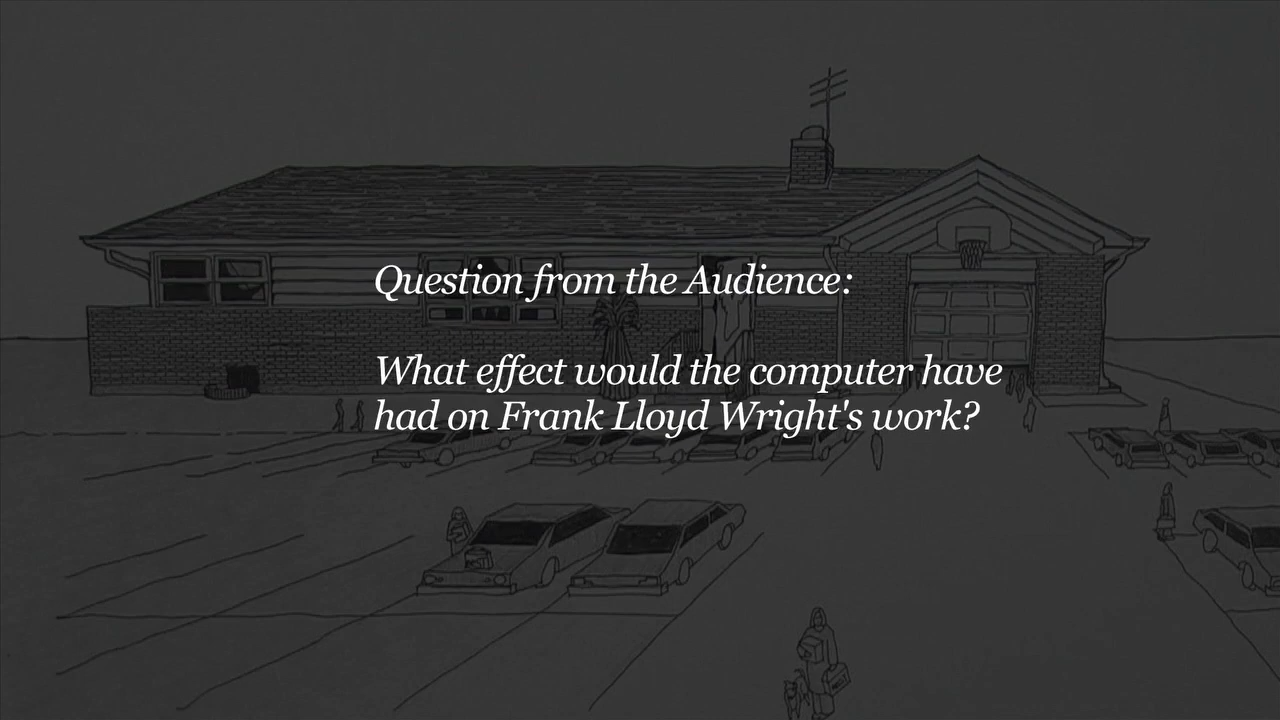 Question from the Audience:
What effect would the computer have
had on Frank Lloyd Wright's work?